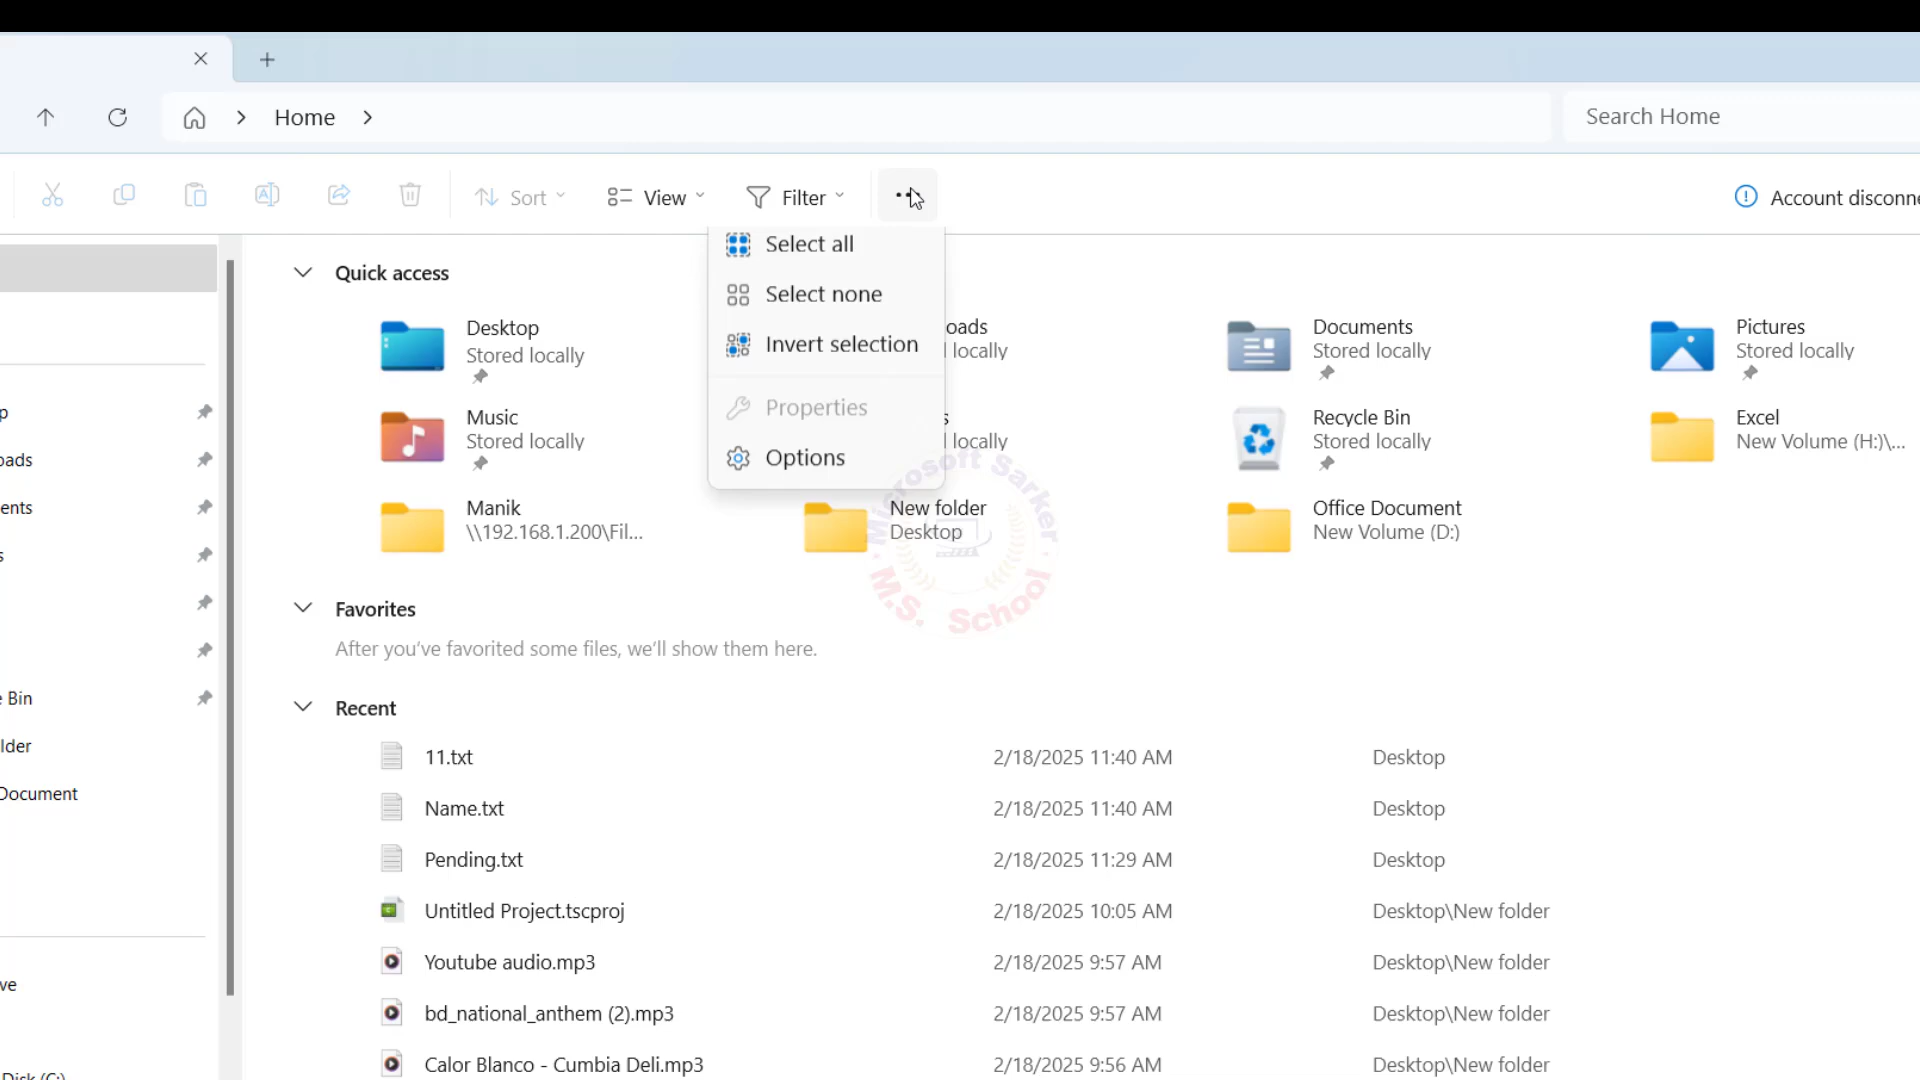 Home
Search Home
Sort
View
Filter
Account disconne
Select all
Select none
Invert selection
Properties
Options
Quick access
Desktop
Stored locally
oads
locally
Documents
Stored locally
Pictures
Stored locally
Music
Stored locally
s
locally
Recycle Bin
Stored locally
Excel
New Volume (H:)\...
Manik
\\192.168.1.200\Fil...
New folder
Desktop
Office Document
New Volume (D:)
Microsoft Sarker
M.S. School
Favorites
After you've favorited some files, we'll show them here.
Recent
11.txt 2/18/2025 11:40 AM Desktop
Name.txt 2/18/2025 11:40 AM Desktop
Pending.txt 2/18/2025 11:29 AM Desktop
Untitled Project.tscproj 2/18/2025 10:05 AM Desktop\New folder
Youtube audio.mp3 2/18/2025 9:57 AM Desktop\New folder
bd_national_anthem (2).mp3 2/18/2025 9:57 AM Desktop\New folder
Calor Blanco - Cumbia Deli.mp3 2/18/2025 9:56 AM Desktop\New folder
p
oads
ents
s
e Bin
lder
Document
ve
Disk (C:)